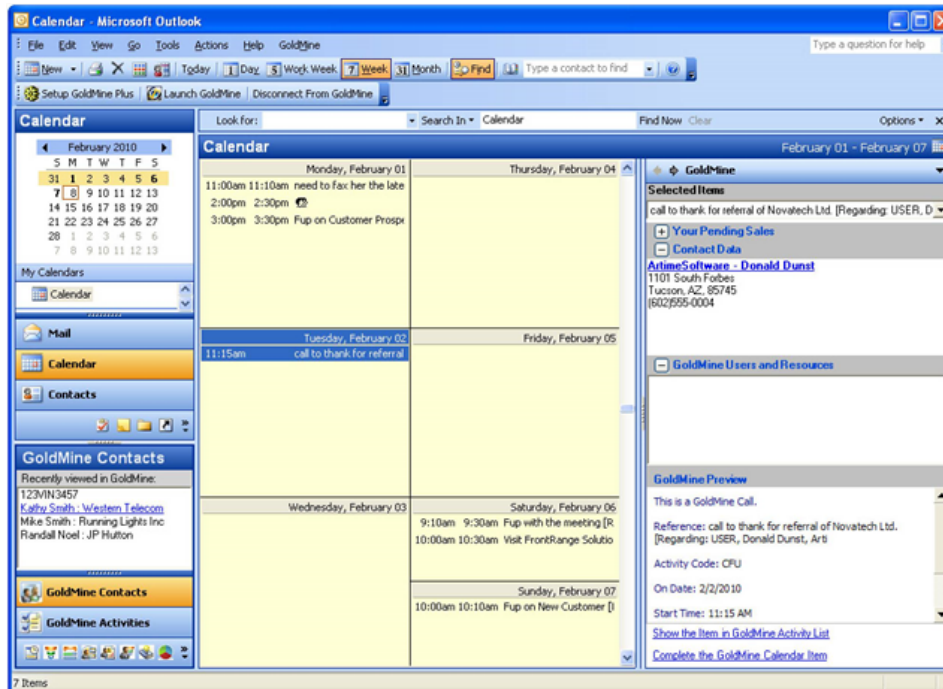 Calendar - Microsoft Outlook
File Edit View Go Tools Actions Help GoldMine
Type a question for help
New Today 1 Day 5 Work Week 7 Week 31 Month Find Type a contact to find
Setup GoldMine Plus Launch GoldMine Disconnect From GoldMine
Calendar
February 2010
S M T W T F S
31 1 2 3 4 5 6
7 8 9 10 11 12 13
14 15 16 17 18 19 20
21 22 23 24 25 26 27
28 1 2 3 4 5 6
7 8 9 10 11 12 13
My Calendars
Calendar
Mail
Calendar
Contacts
GoldMine Contacts
Recently viewed in GoldMine:
123VIN3457
Kathy Smith : Western Telecom
Mike Smith : Running Lights Inc
Randall Noel : JP Hutton
GoldMine Contacts
GoldMine Activities
7 Items
Look for: Search In Calendar Find Now Clear Options
Calendar February 01 - February 07
Monday, February 01
11:00am 11:10am need to fax her the late
2:00pm 2:30pm
3:00pm 3:30pm Fup on Customer Prospe
Tuesday, February 02
11:15am call to thank for referral
Wednesday, February 03
Thursday, February 04
Friday, February 05
Saturday, February 06
9:10am 9:30am Fup with the meeting [R
10:00am 10:30am Visit FrontRange Solutio
Sunday, February 07
10:00am 10:10am Fup on New Customer [
GoldMine
Selected Items
call to thank for referral of Novatech Ltd. [Regarding: USER, D
Your Pending Sales
Contact Data
ArtimeSoftware - Donald Dunst
1101 South Forbes
Tucson, AZ, 85745
(602)555-0004
GoldMine Users and Resources
GoldMine Preview
This is a GoldMine Call.
Reference: call to thank for referral of Novatech Ltd.
[Regarding: USER, Donald Dunst, Arti
Activity Code: CFU
On Date: 2/2/2010
Start Time: 11:15 AM
Show the Item in GoldMine Activity List
Complete the GoldMine Calendar Item